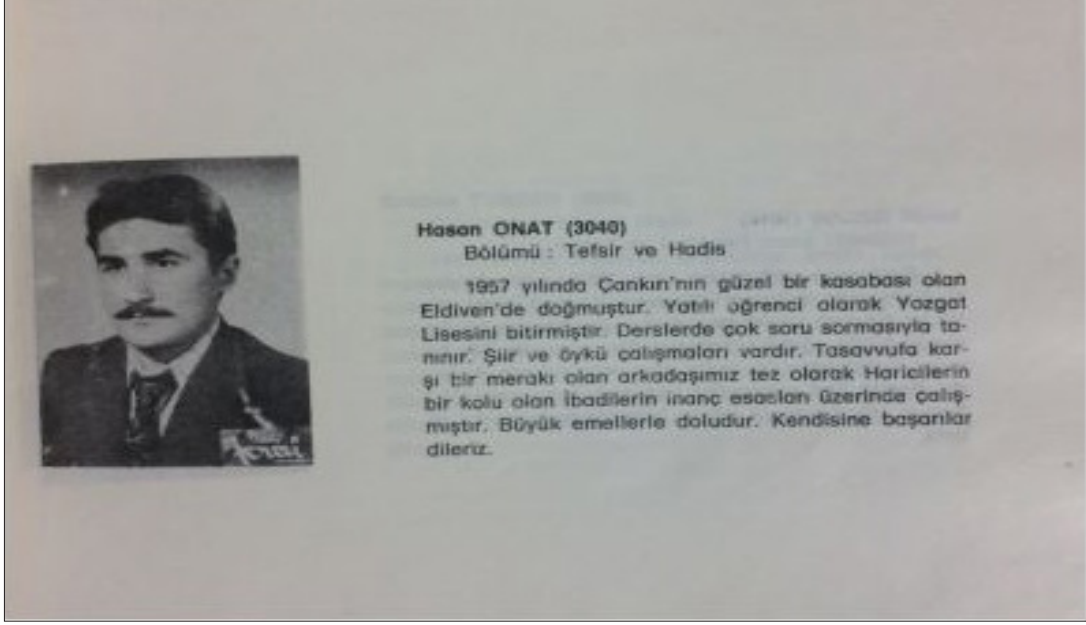 Hasan ONAT (3040)
Bölümü : Tefsir ve Hadis
1957 yılında Çankırı'nın güzel bir kasabası olan
Eldiven'de doğmuştur. Yatılı öğrenci olarak Yozgat
Lisesini bitirmiştir. Derslerde çok soru sormasıyla ta-
nınır. Şiir ve öykü çalışmaları vardır. Tasavvufa kar-
şı bir merakı olan arkadaşımız tez olarak Haricilerin
bir kolu olan İbadilerin inanç esasları üzerinde çalış-
mıştır. Büyük emellerle doludur. Kendisine başarılar
dileriz.